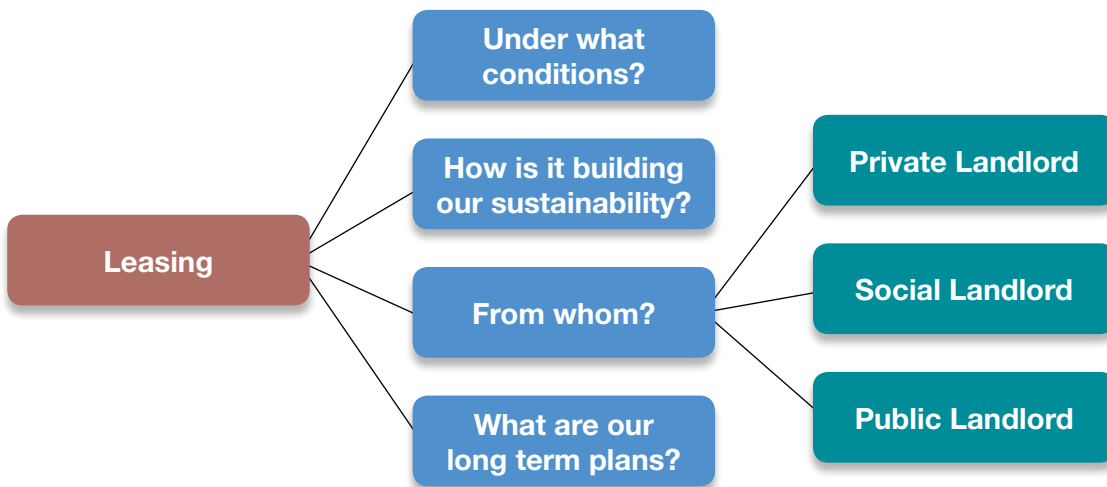 Leasing
Under what
conditions?
How is it building
our sustainability?
From whom?
What are our
long term plans?
Private Landlord
Social Landlord
Public Landlord